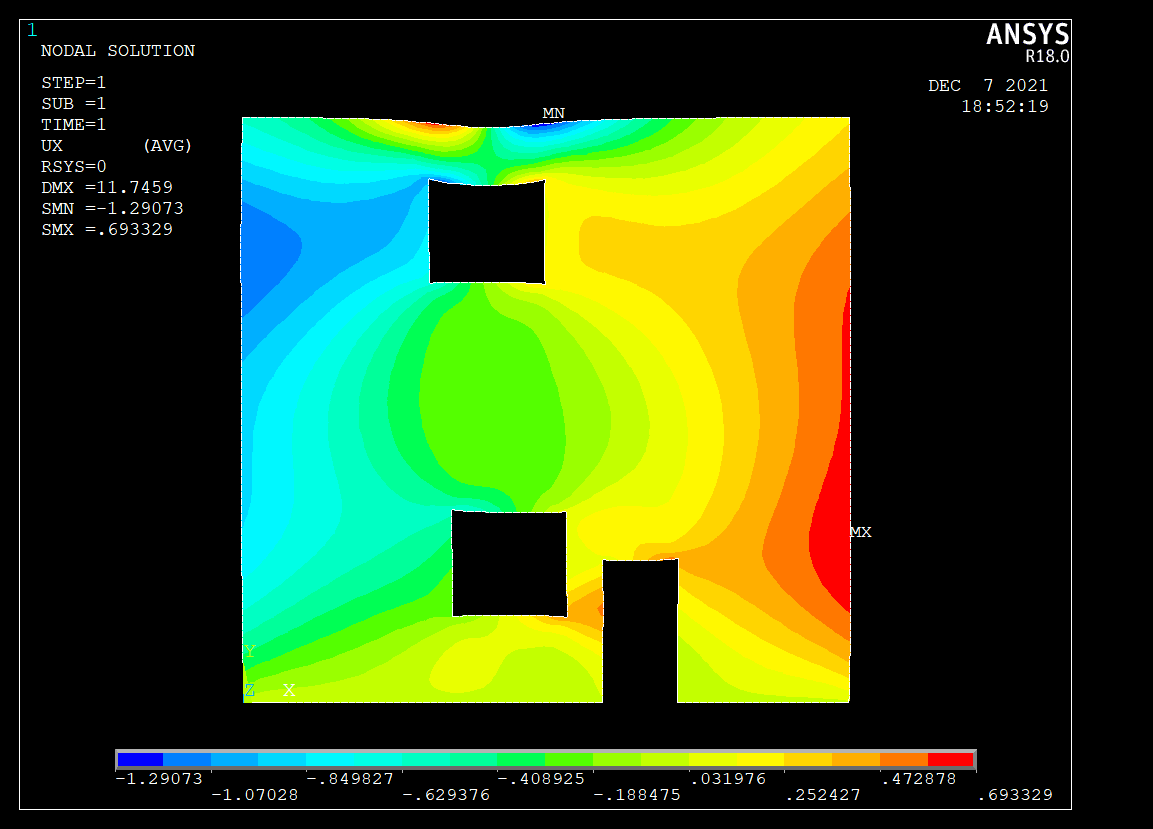 1
ANSYS
R18.0
NODAL SOLUTION
DEC 7 2021
18:52:19
STEP=1
SUB =1
TIME=1
UX (AVG)
RSYS=0
DMX =11.7459
SMN =-1.29073
SMX =.693329
MN
MX
Y
Z X
-1.29073 -.849827 -.408925 .031976 .472878
-1.07028 -.629376 -.188475 .252427 .693329